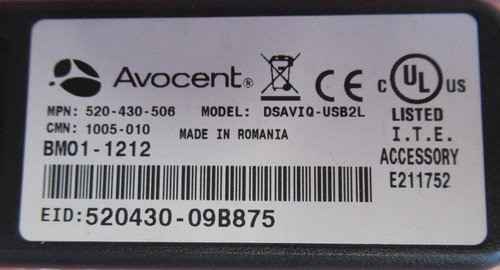 Avocent®
MPN: 520-430-506 MODEL: DSAVIQ-USB2L
CMN: 1005-010
MADE IN ROMANIA
BM01-1212
EID:520430-09B875
C UL US
LISTED
I.T.E.
ACCESSORY
E211752
CE